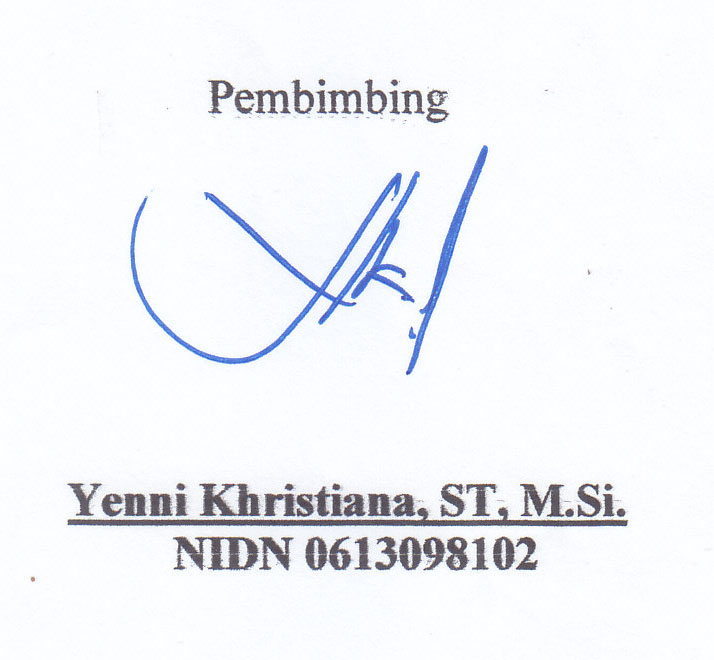 Pembimbing
Yenni Khristiana, ST, M.Si.
NIDN 0613098102